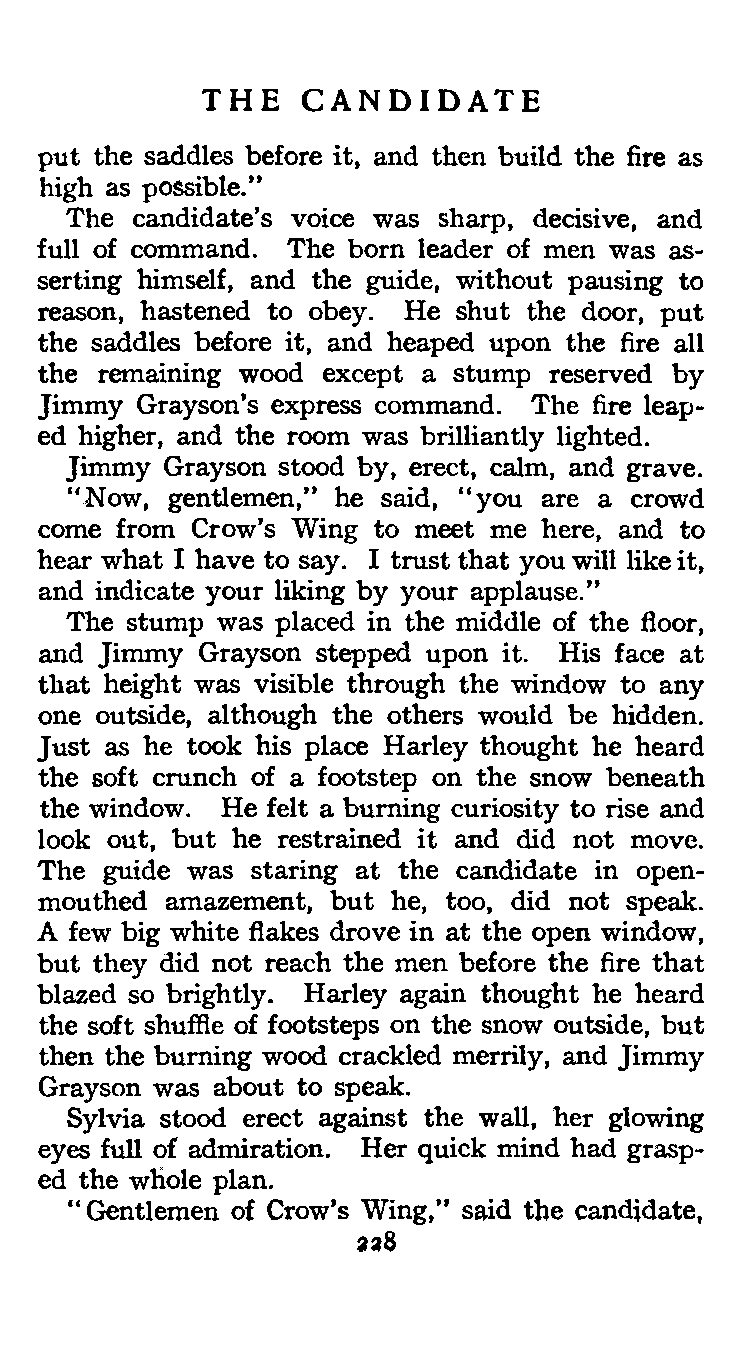 THE CANDIDATE
put the saddles before it, and then build the fire as
high as possible."
The candidate's voice was sharp, decisive, and
full of command. The born leader of men was as-
serting himself, and the guide, without pausing to
reason, hastened to obey. He shut the door, put
the saddles before it, and heaped upon the fire all
the remaining wood except a stump reserved by
Jimmy Grayson's express command. The fire leap-
ed higher, and the room was brilliantly lighted.
Jimmy Grayson stood by, erect, calm, and grave.
"Now, gentlemen," he said, "you are a crowd
come from Crow's Wing to meet me here, and to
hear what I have to say. I trust that you will like it,
and indicate your liking by your applause."
The stump was placed in the middle of the floor,
and Jimmy Grayson stepped upon it. His face at
that height was visible through the window to any
one outside, although the others would be hidden.
Just as he took his place Harley thought he heard
the soft crunch of a footstep on the snow beneath
the window. He felt a burning curiosity to rise and
look out, but he restrained it and did not move.
The guide was staring at the candidate in open-
mouthed amazement, but he, too, did not speak.
A few big white flakes drove in at the open window,
but they did not reach the men before the fire that
blazed so brightly. Harley again thought he heard
the soft shuffle of footsteps on the snow outside, but
then the burning wood crackled merrily, and Jimmy
Grayson was about to speak.
Sylvia stood erect against the wall, her glowing
eyes full of admiration. Her quick mind had grasp-
ed the whole plan.
"Gentlemen of Crow's Wing," said the candidate,
228